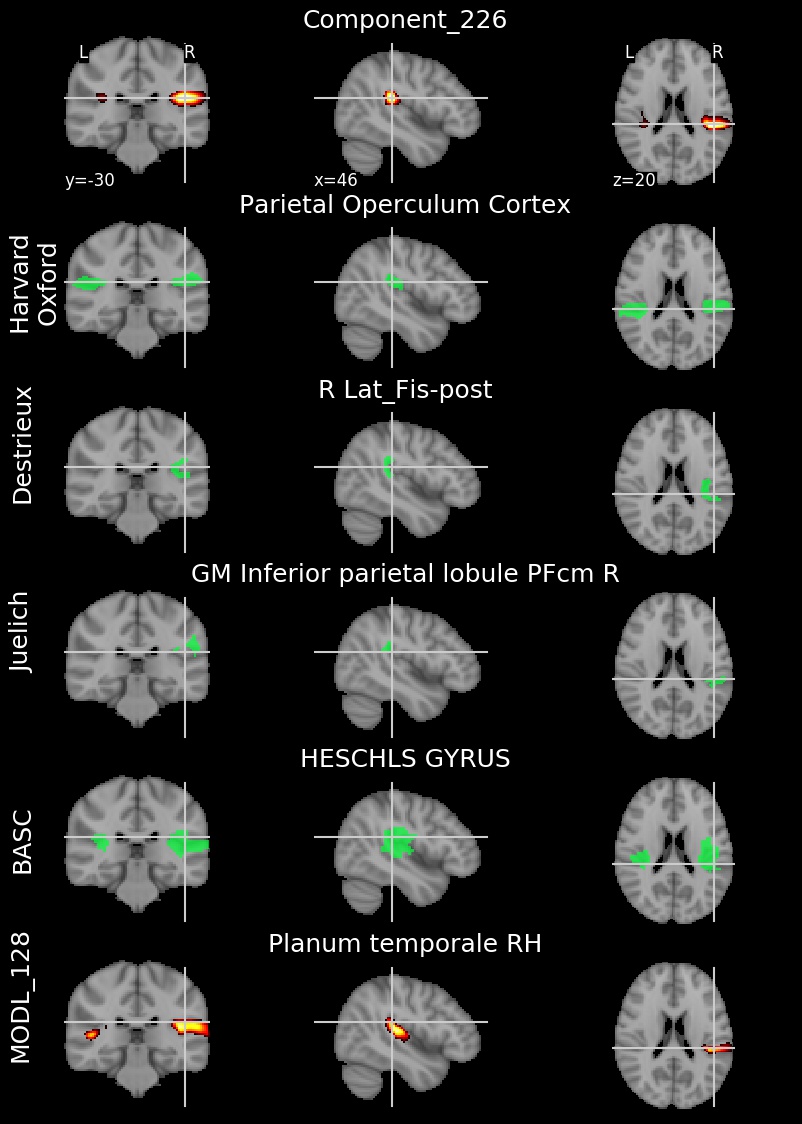 Component_226
L R L R
y=-30 x=46 z=20
Parietal Operculum Cortex
Harvard
Oxford
R Lat_Fis-post
Destrieux
GM Inferior parietal lobule PFcm R
Juelich
HESCHLS GYRUS
BASC
Planum temporale RH
MODL_128